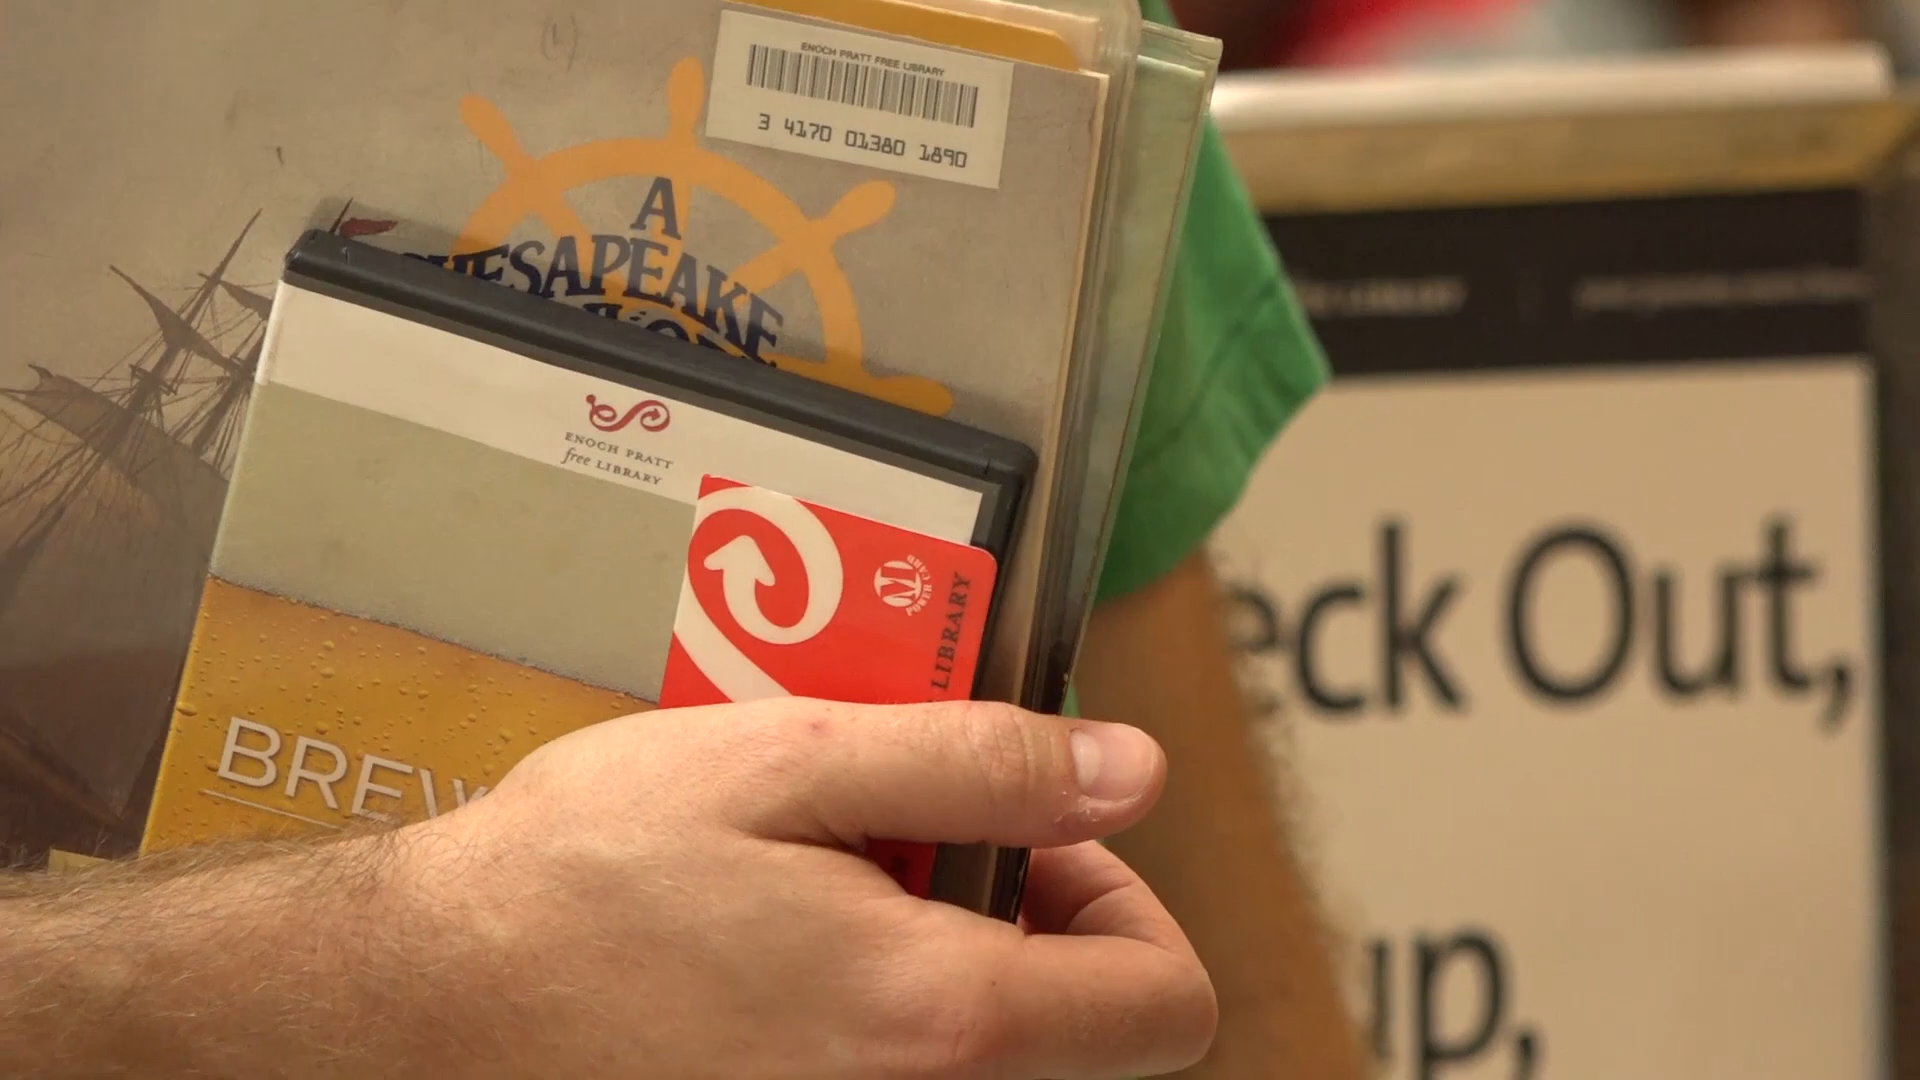 ENOCH PRATT FREE LIBRARY
3 4170 01380 1890
A
CHESAPEAKE
ENOCH PRATT
free LIBRARY
M
POWER CARD
LIBRARY
BREW
eck Out,
up,